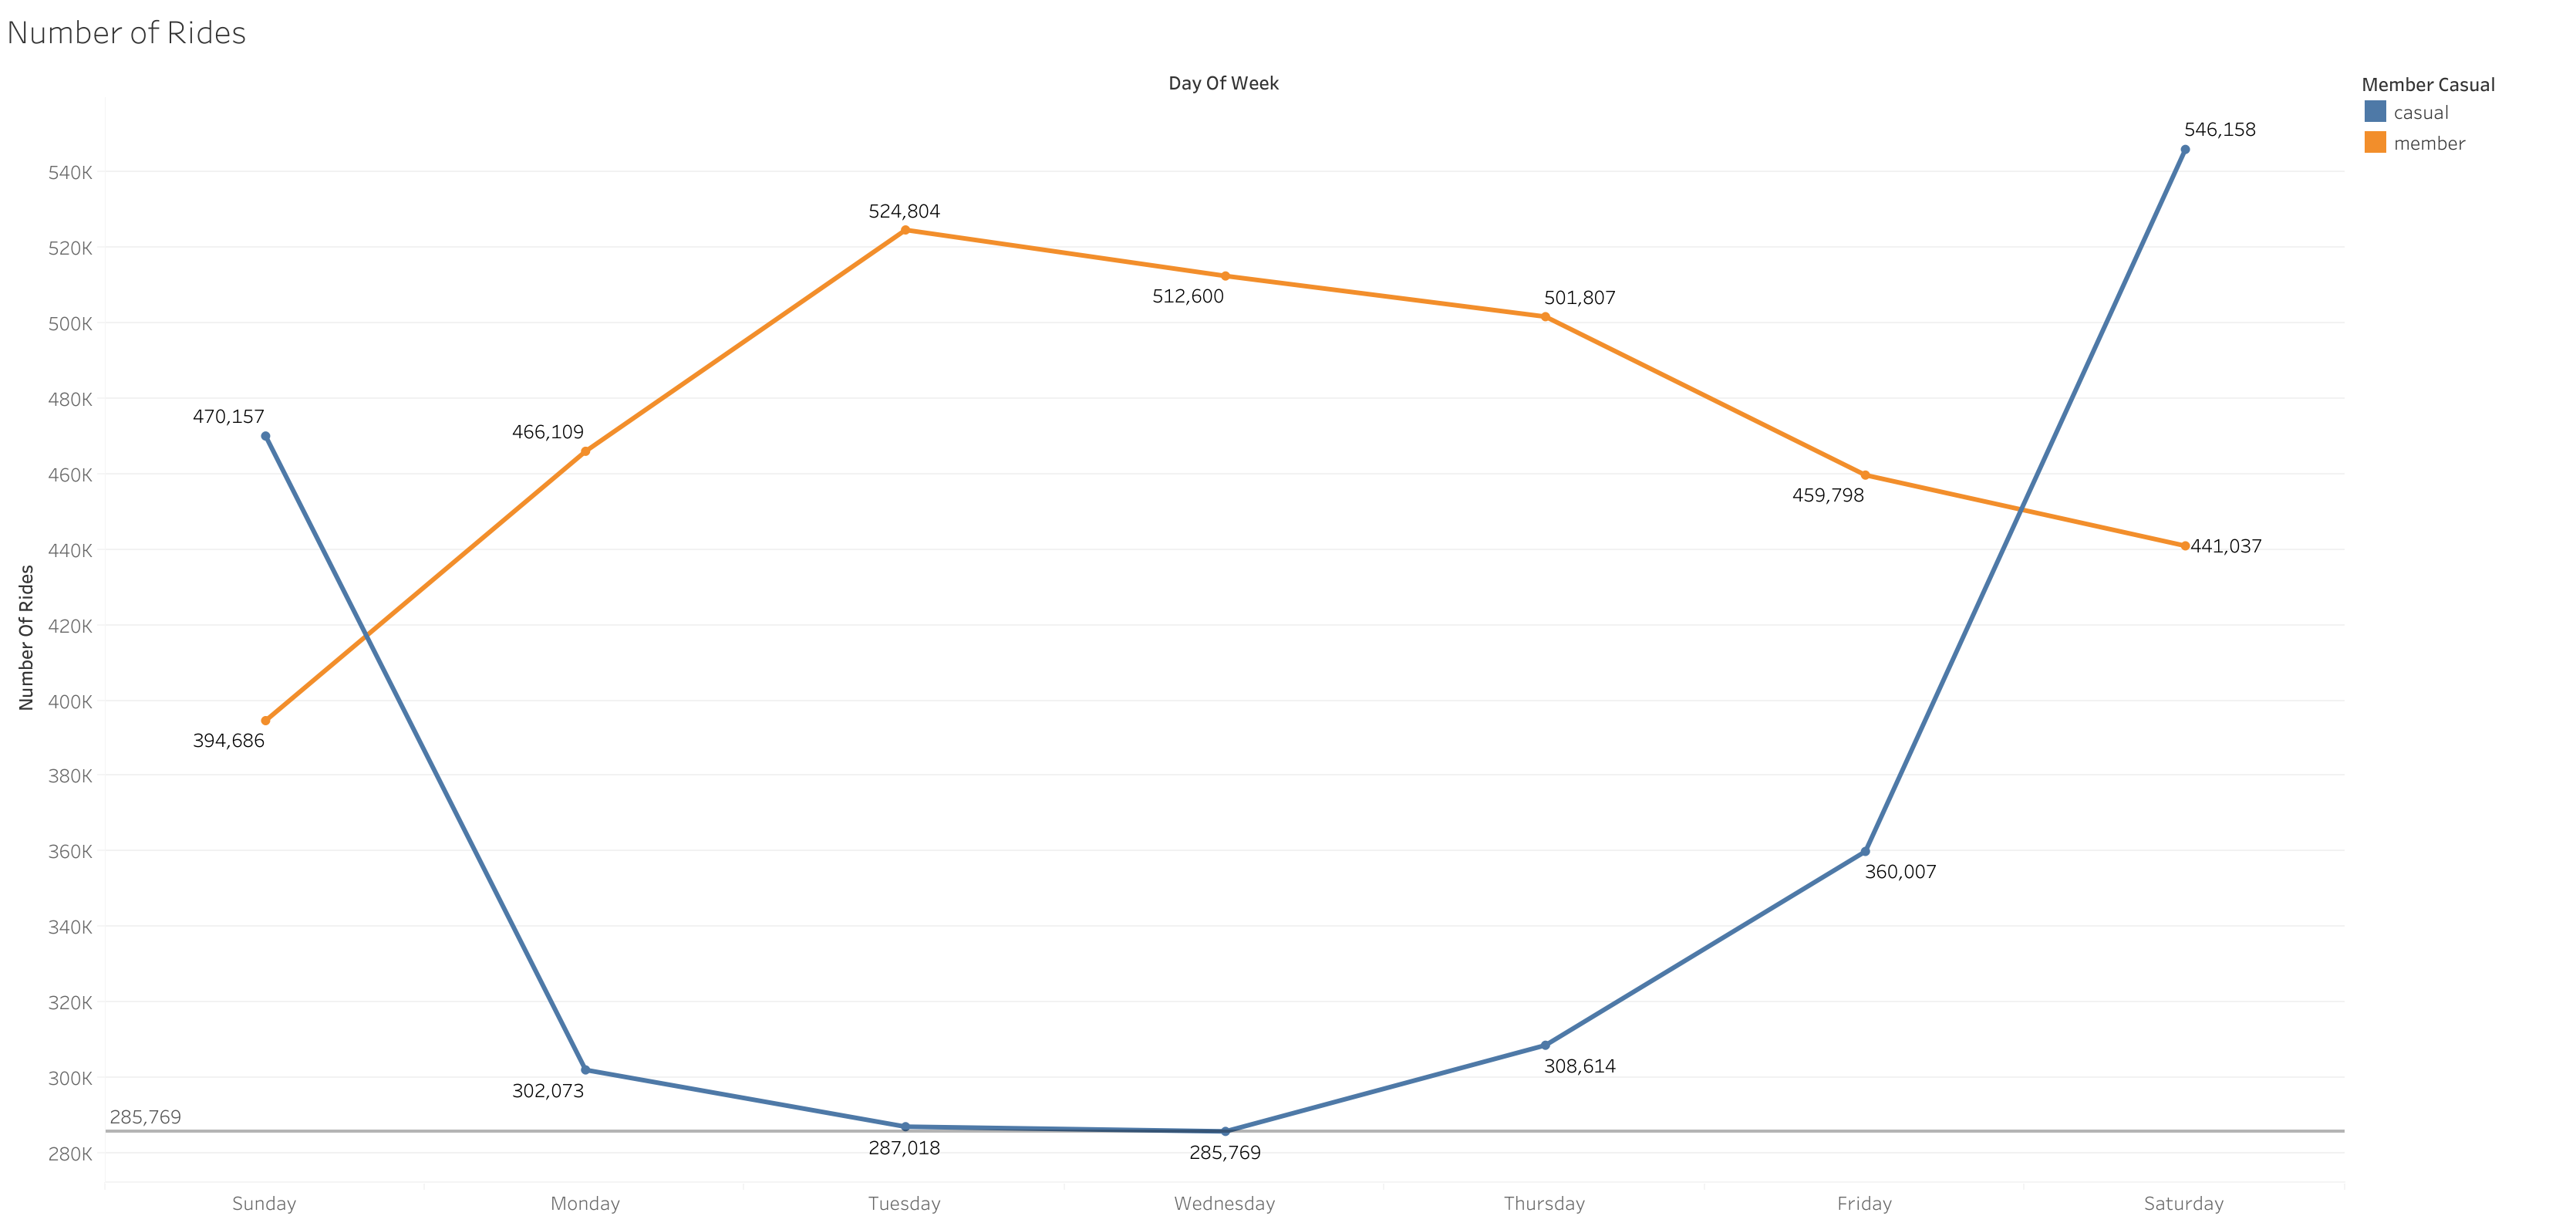 Number of Rides
Day Of Week
Member Casual
casual
member
Number Of Rides
540K
520K
500K
480K
460K
440K
420K
400K
380K
360K
340K
320K
300K
280K
546,158
524,804
512,600
501,807
470,157
466,109
459,798
441,037
394,686
360,007
302,073
308,614
285,769
287,018
285,769
Sunday
Monday
Tuesday
Wednesday
Thursday
Friday
Saturday